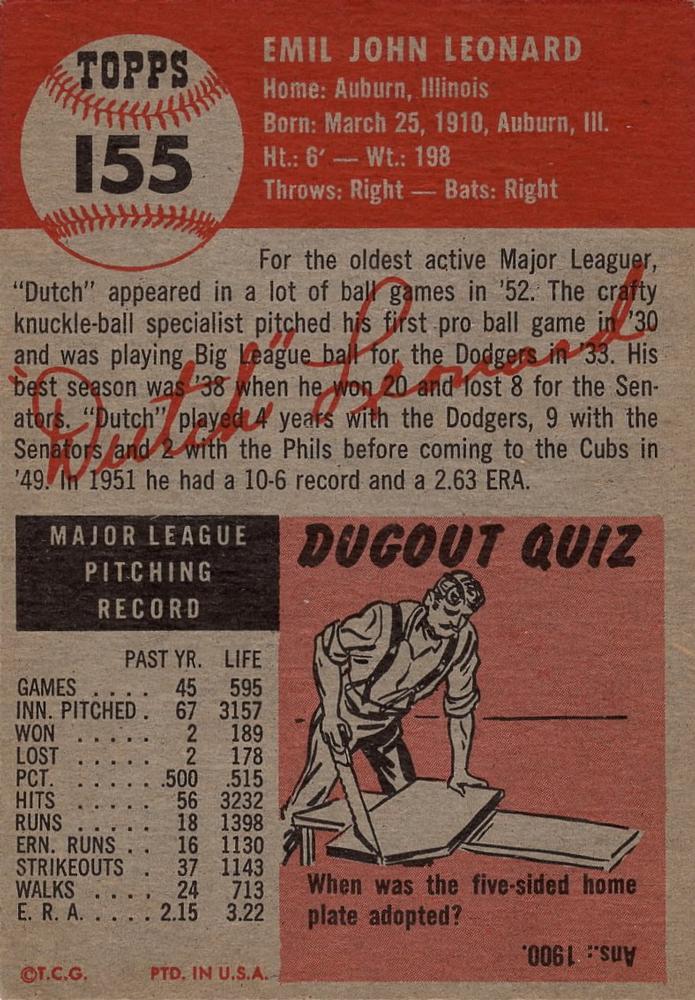 TOPPS
155
EMIL JOHN LEONARD
Home: Auburn, Illinois
Born: March 25, 1910, Auburn, Ill.
Ht.: 6′ — Wt.: 198
Throws: Right — Bats: Right
For the oldest active Major Leaguer,
"Dutch" appeared in a lot of ball games in '52. The crafty
knuckle-ball specialist pitched his first pro ball game in '30
and was playing Big League ball for the Dodgers in '33. His
best season was '38 when he won 20 and lost 8 for the Sen-
ators. "Dutch" played 4 years with the Dodgers, 9 with the
Senators and 2 with the Phils before coming to the Cubs in
'49. In 1951 he had a 10-6 record and a 2.63 ERA.
"Dutch" Leonard
MAJOR LEAGUE
PITCHING
RECORD
PAST YR. LIFE
GAMES . . . . 45 595
INN. PITCHED . 67 3157
WON . . . . . 2 189
LOST . . . . . 2 178
PCT. . . . . .500 .515
HITS . . . . . 56 3232
RUNS . . . . . 18 1398
ERN. RUNS . . 16 1130
STRIKEOUTS . 37 1143
WALKS . . . . 24 713
E. R. A. . . . . 2.15 3.22
©T.C.G. PTD. IN U.S.A.
DUGOUT QUIZ
When was the five-sided home
plate adopted?
Ans.: 1900.